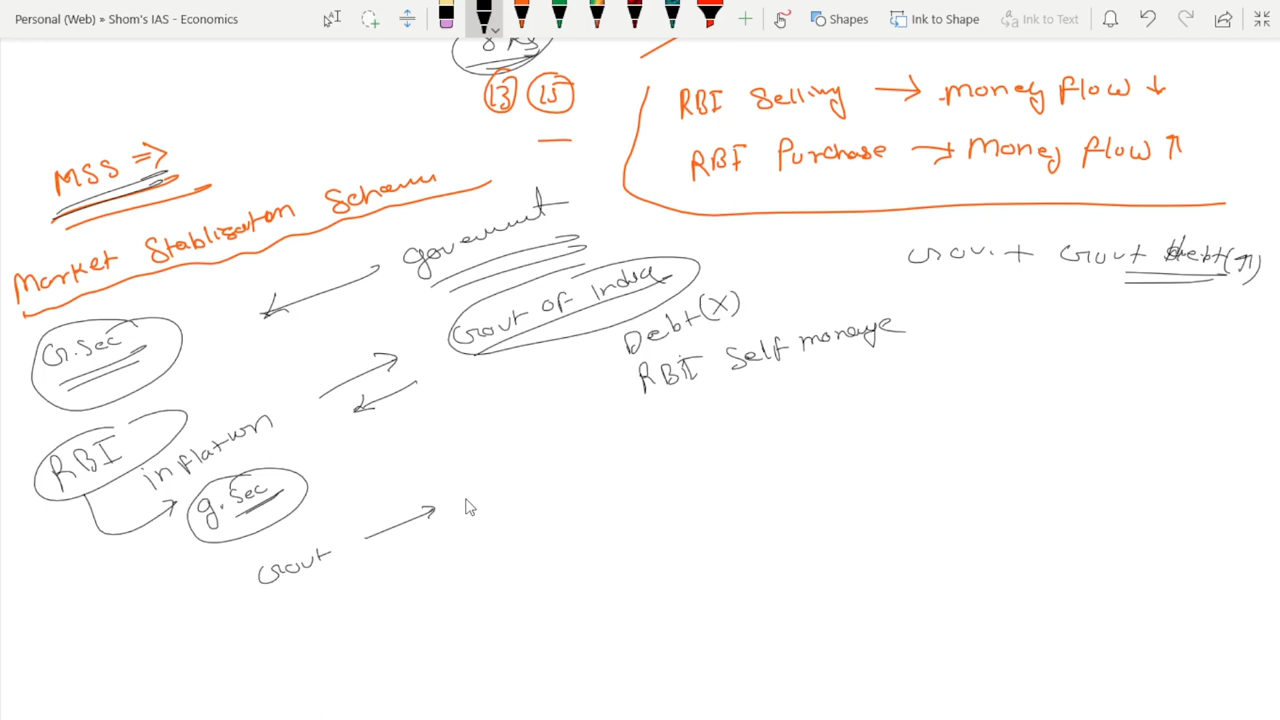 Personal (Web) » Shom's IAS - Economics
Shapes
Ink to Shape
Ink to Text
13 15
RBI Selling → money flow ↓
RBI Purchase → Money flow ↑
MSS ⇒
Market Stablisation Scheme
government
Govt of India
Debt (X)
RBI Self manage
Govt debt (↑)
G.Sec
RBI
inflation
g.Sec
Govt →